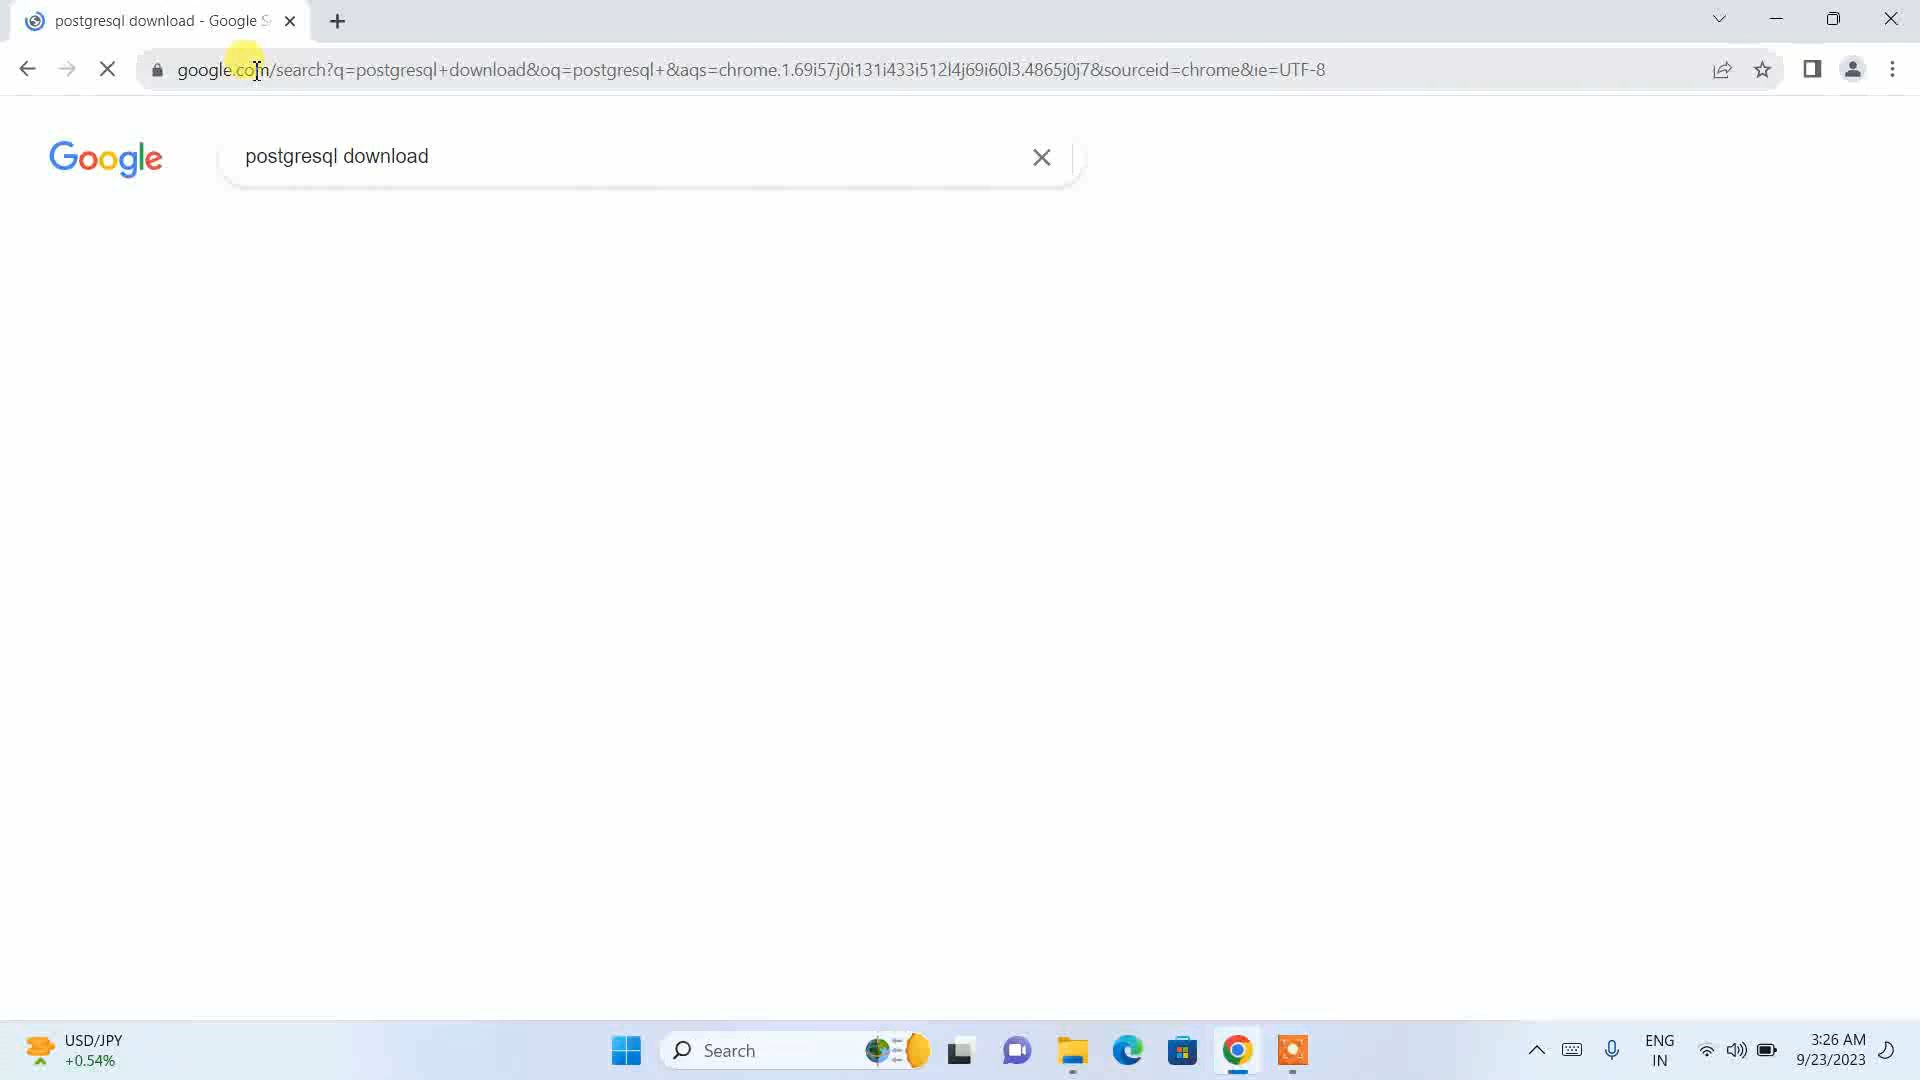 postgresql download - Google S
google.com/search?q=postgresql+download&oq=postgresql+&aqs=chrome.1.69i57j0i131i433i512l4j69i60l3.4865j0j7&sourceid=chrome&ie=UTF-8
Google
postgresql download
USD/JPY
+0.54%
Search
ENG
IN
3:26 AM
9/23/2023